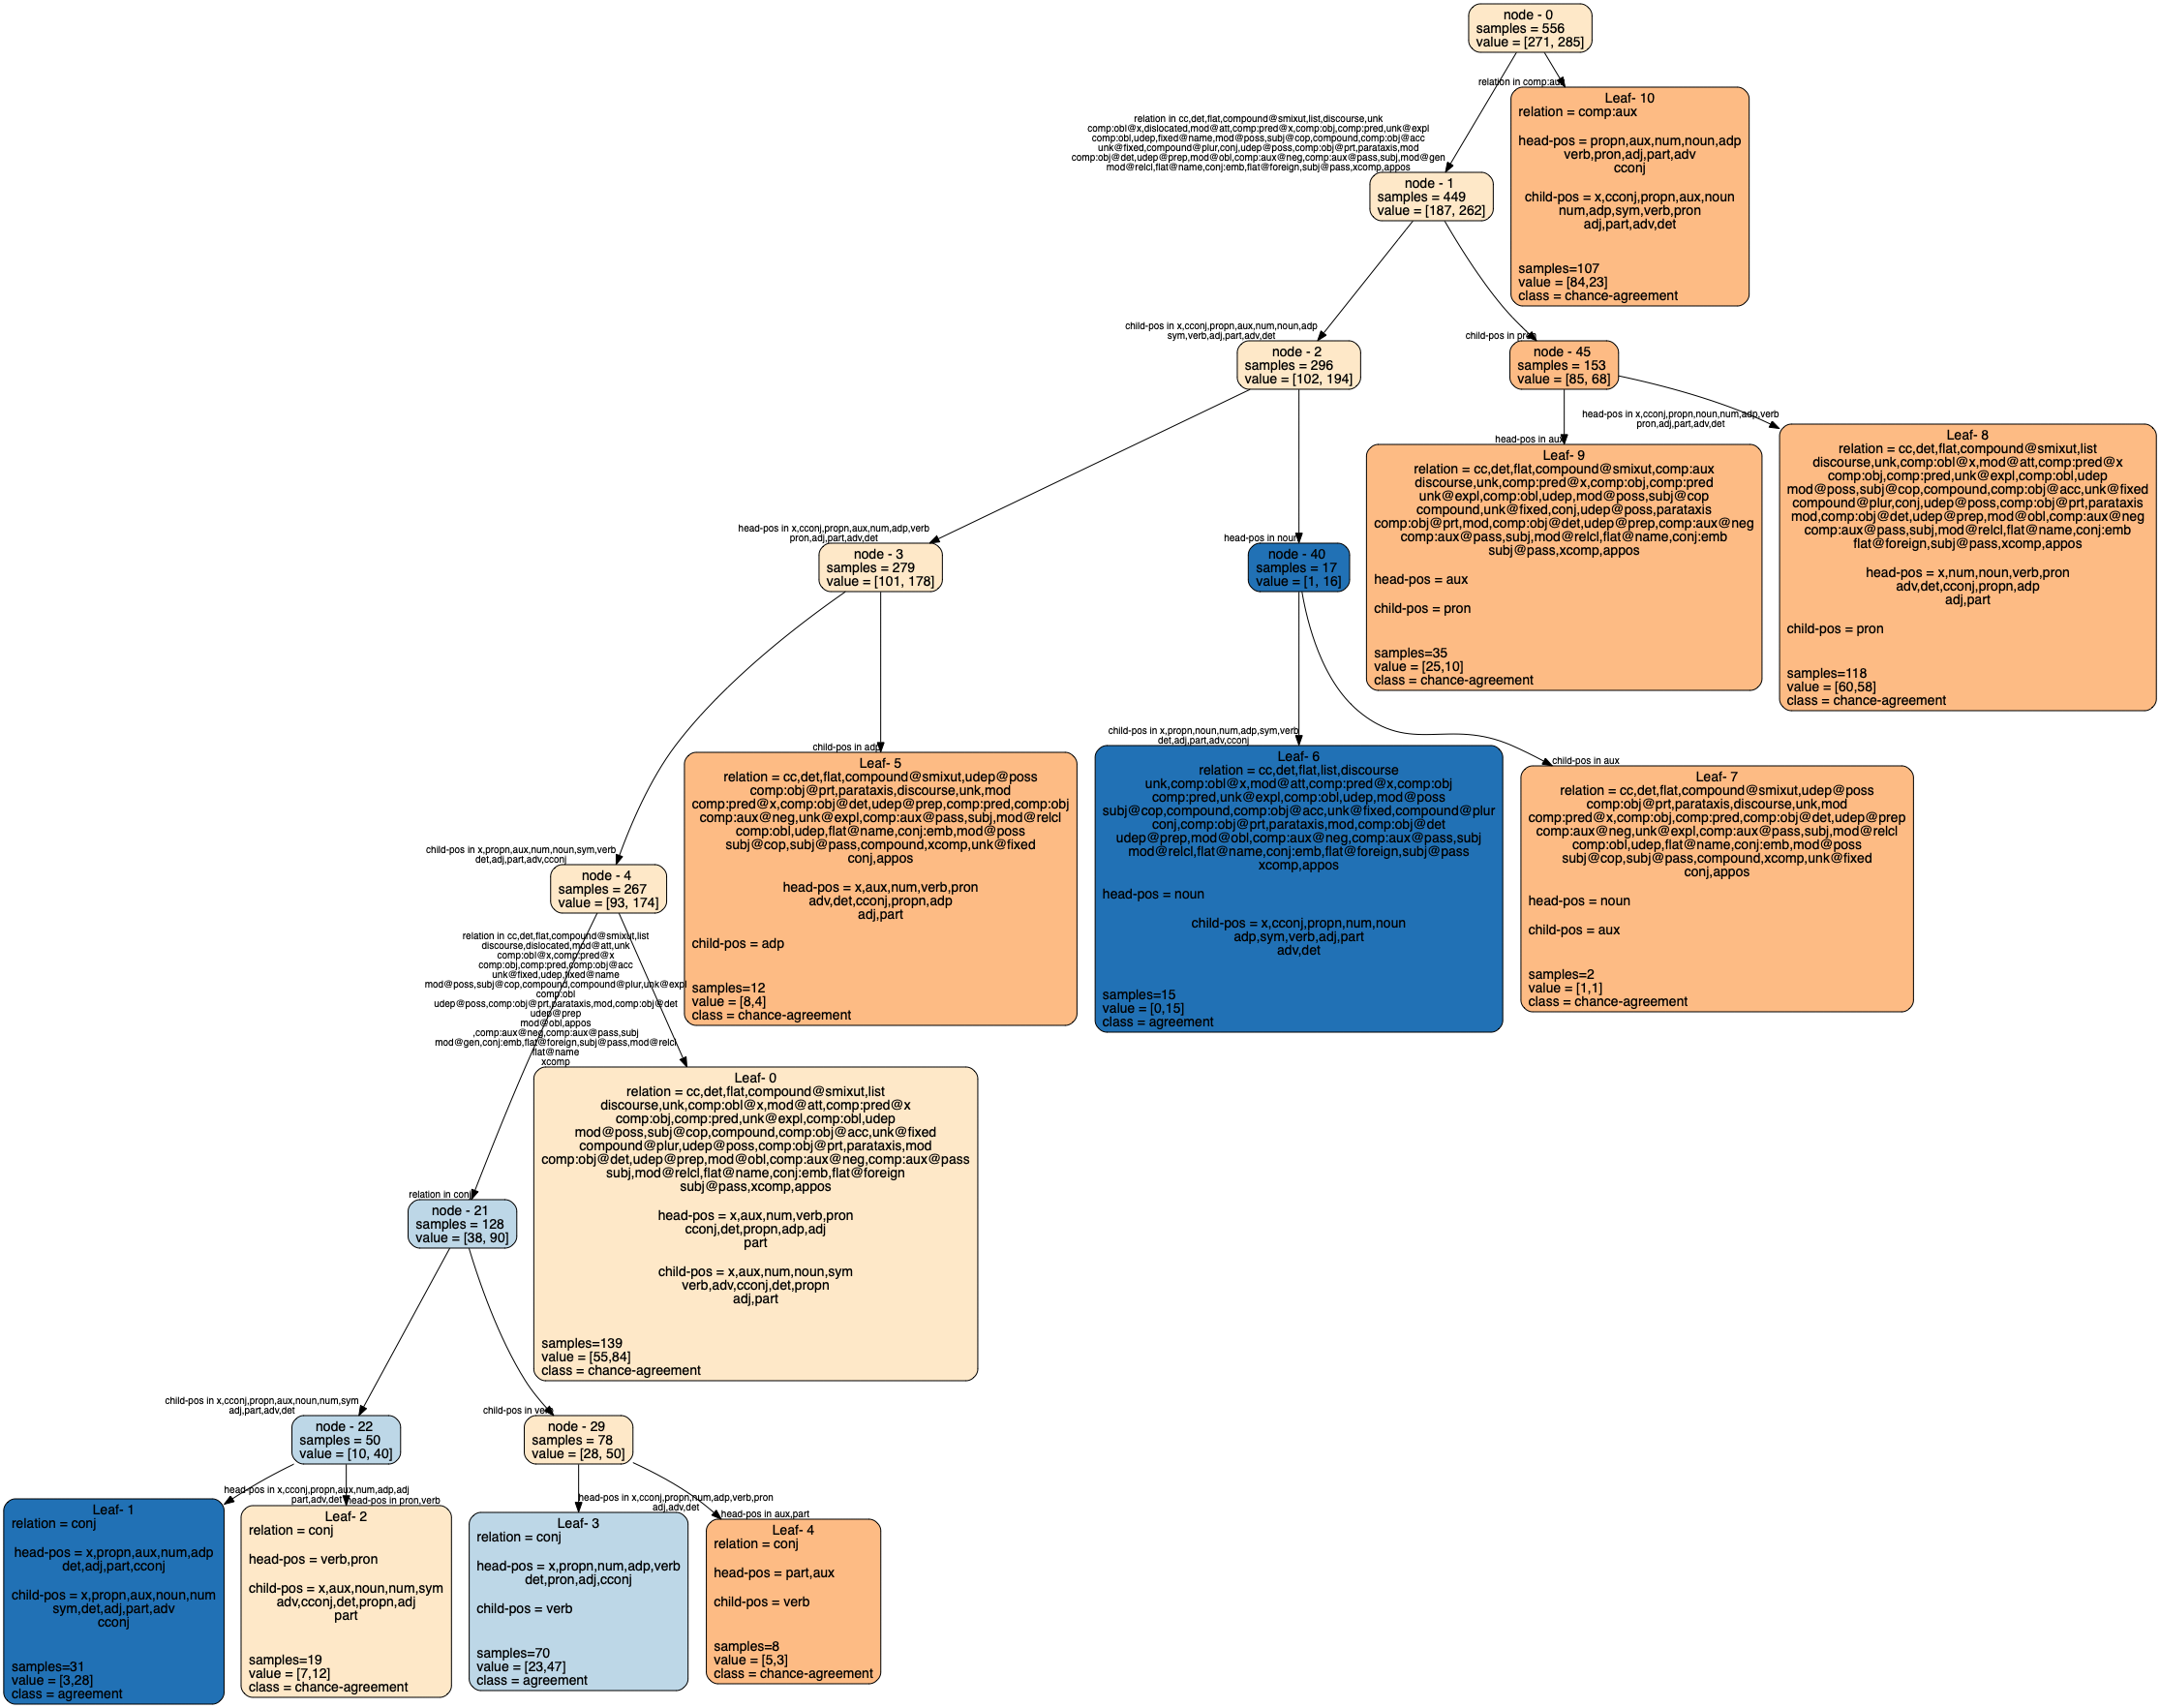 node - 0
samples = 556
value = [271, 285]
relation in comp:aux
Leaf- 10
relation = comp:aux
head-pos = propn,aux,num,noun,adp
verb,pron,adj,part,adv
cconj
child-pos = x,cconj,propn,aux,noun
num,adp,sym,verb,pron
adj,part,adv,det
samples=107
value = [84,23]
class = chance-agreement
relation in cc,det,flat,compound@smixut,list,discourse,unk
comp:obl@x,dislocated,mod@att,comp:pred@x,comp:obj,comp:pred,unk@expl
comp:obl,udep,fixed@name,mod@poss,subj@cop,compound,comp:obj@acc
unk@fixed,compound@plur,conj,udep@poss,comp:obj@prt,parataxis,mod
comp:obj@det,udep@prep,mod@obl,comp:aux@neg,comp:aux@pass,subj,mod@gen
mod@relcl,flat@name,conj:emb,flat@foreign,subj@pass,xcomp,appos
node - 1
samples = 449
value = [187, 262]
child-pos in x,cconj,propn,aux,num,noun,adp
sym,verb,adj,part,adv,det
node - 2
samples = 296
value = [102, 194]
child-pos in pron
node - 45
samples = 153
value = [85, 68]
head-pos in aux
Leaf- 9
relation = cc,det,flat,compound@smixut,comp:aux
discourse,unk,comp:pred@x,comp:obj,comp:pred
unk@expl,comp:obl,udep,mod@poss,subj@cop
compound,unk@fixed,conj,udep@poss,parataxis
comp:obj@prt,mod,comp:obj@det,udep@prep,comp:aux@neg
comp:aux@pass,subj,mod@relcl,flat@name,conj:emb
subj@pass,xcomp,appos
head-pos = aux
child-pos = pron
samples=35
value = [25,10]
class = chance-agreement
head-pos in x,cconj,propn,noun,num,adp,verb
pron,adj,part,adv,det
Leaf- 8
relation = cc,det,flat,compound@smixut,list
discourse,unk,comp:obl@x,mod@att,comp:pred@x
comp:obj,comp:pred,unk@expl,comp:obl,udep
mod@poss,subj@cop,compound,comp:obj@acc,unk@fixed
compound@plur,conj,udep@poss,comp:obj@prt,parataxis
mod,comp:obj@det,udep@prep,mod@obl,comp:aux@neg
comp:aux@pass,subj,mod@relcl,flat@name,conj:emb
flat@foreign,subj@pass,xcomp,appos
head-pos = x,num,noun,verb,pron
adv,det,cconj,propn,adp
adj,part
child-pos = pron
samples=118
value = [60,58]
class = chance-agreement
head-pos in x,cconj,propn,aux,num,adp,verb
pron,adj,part,adv,det
node - 3
samples = 279
value = [101, 178]
head-pos in noun
node - 40
samples = 17
value = [1, 16]
child-pos in adp
Leaf- 5
relation = cc,det,flat,compound@smixut,udep@poss
comp:obj@prt,parataxis,discourse,unk,mod
comp:pred@x,comp:obj@det,udep@prep,comp:pred,comp:obj
comp:aux@neg,unk@expl,comp:aux@pass,subj,mod@relcl
comp:obl,udep,flat@name,conj:emb,mod@poss
subj@cop,subj@pass,compound,xcomp,unk@fixed
conj,appos
head-pos = x,aux,num,verb,pron
adv,det,cconj,propn,adp
adj,part
child-pos = adp
samples=12
value = [8,4]
class = chance-agreement
child-pos in x,propn,noun,num,adp,sym,verb
det,adj,part,adv,cconj
Leaf- 6
relation = cc,det,flat,list,discourse
unk,comp:obl@x,mod@att,comp:pred@x,comp:obj
comp:pred,unk@expl,comp:obl,udep,mod@poss
subj@cop,compound,comp:obj@acc,unk@fixed,compound@plur
conj,comp:obj@prt,parataxis,mod,comp:obj@det
udep@prep,mod@obl,comp:aux@neg,comp:aux@pass,subj
mod@relcl,flat@name,conj:emb,flat@foreign,subj@pass
xcomp,appos
head-pos = noun
child-pos = x,cconj,propn,num,noun
adp,sym,verb,adj,part
adv,det
samples=15
value = [0,15]
class = agreement
child-pos in aux
Leaf- 7
relation = cc,det,flat,compound@smixut,udep@poss
comp:obj@prt,parataxis,discourse,unk,mod
comp:pred@x,comp:obj,comp:pred,comp:obj@det,udep@prep
comp:aux@neg,unk@expl,comp:aux@pass,subj,mod@relcl
comp:obl,udep,flat@name,conj:emb,mod@poss
subj@cop,subj@pass,compound,xcomp,unk@fixed
conj,appos
head-pos = noun
child-pos = aux
samples=2
value = [1,1]
class = chance-agreement
child-pos in x,propn,aux,num,noun,sym,verb
det,adj,part,adv,cconj
node - 4
samples = 267
value = [93, 174]
relation in cc,det,flat,compound@smixut,list
discourse,dislocated,mod@att,unk
comp:obl@x,comp:pred@x
comp:obj,comp:pred,comp:obj@acc
unk@fixed,udep,fixed@name
mod@poss,subj@cop,compound,compound@plur,unk@expl
comp:obl
udep@poss,comp:obj@prt,parataxis,mod,comp:obj@det
udep@prep
mod@obl,appos
,comp:aux@neg,comp:aux@pass,subj
mod@gen,conj:emb,flat@foreign,subj@pass,mod@relcl
flat@name
xcomp
Leaf- 0
relation = cc,det,flat,compound@smixut,list
discourse,unk,comp:obl@x,mod@att,comp:pred@x
comp:obj,comp:pred,unk@expl,comp:obl,udep
mod@poss,subj@cop,compound,comp:obj@acc,unk@fixed
compound@plur,udep@poss,comp:obj@prt,parataxis,mod
comp:obj@det,udep@prep,mod@obl,comp:aux@neg,comp:aux@pass
subj,mod@relcl,flat@name,conj:emb,flat@foreign
subj@pass,xcomp,appos
head-pos = x,aux,num,verb,pron
cconj,det,propn,adp,adj
part
child-pos = x,aux,num,noun,sym
verb,adv,cconj,det,propn
adj,part
samples=139
value = [55,84]
class = chance-agreement
relation in conj
node - 21
samples = 128
value = [38, 90]
child-pos in x,cconj,propn,aux,noun,num,sym
adj,part,adv,det
node - 22
samples = 50
value = [10, 40]
child-pos in verb
node - 29
samples = 78
value = [28, 50]
head-pos in x,cconj,propn,aux,num,adp,adj
part,adv,det
Leaf- 1
relation = conj
head-pos = x,propn,aux,num,adp
det,adj,part,cconj
child-pos = x,propn,aux,noun,num
sym,det,adj,part,adv
cconj
samples=31
value = [3,28]
class = agreement
head-pos in pron,verb
Leaf- 2
relation = conj
head-pos = verb,pron
child-pos = x,aux,noun,num,sym
adv,cconj,det,propn,adj
part
samples=19
value = [7,12]
class = chance-agreement
head-pos in x,cconj,propn,num,adp,verb,pron
adj,adv,det
Leaf- 3
relation = conj
head-pos = x,propn,num,adp,verb
det,pron,adj,cconj
child-pos = verb
samples=70
value = [23,47]
class = agreement
head-pos in aux,part
Leaf- 4
relation = conj
head-pos = part,aux
child-pos = verb
samples=8
value = [5,3]
class = chance-agreement